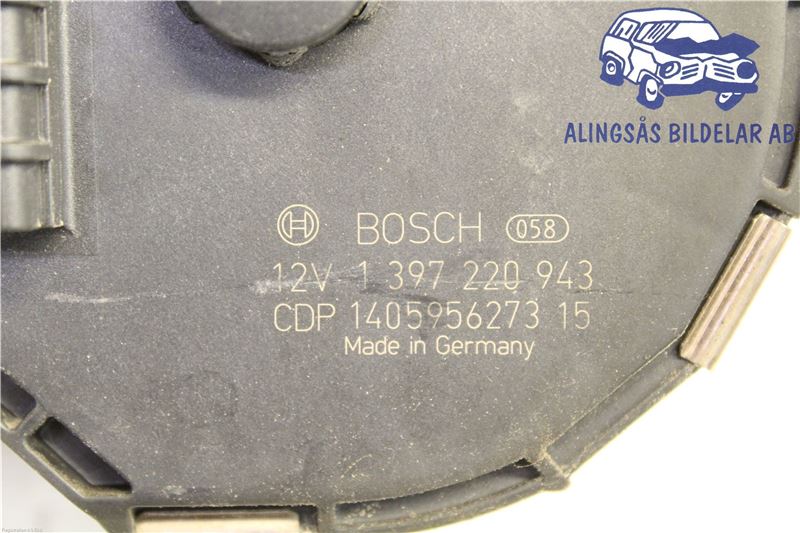 ALINGSÅS BILDELAR AB
BOSCH 058
12V 1 397 220 943
CDP 1405956273 15
Made in Germany